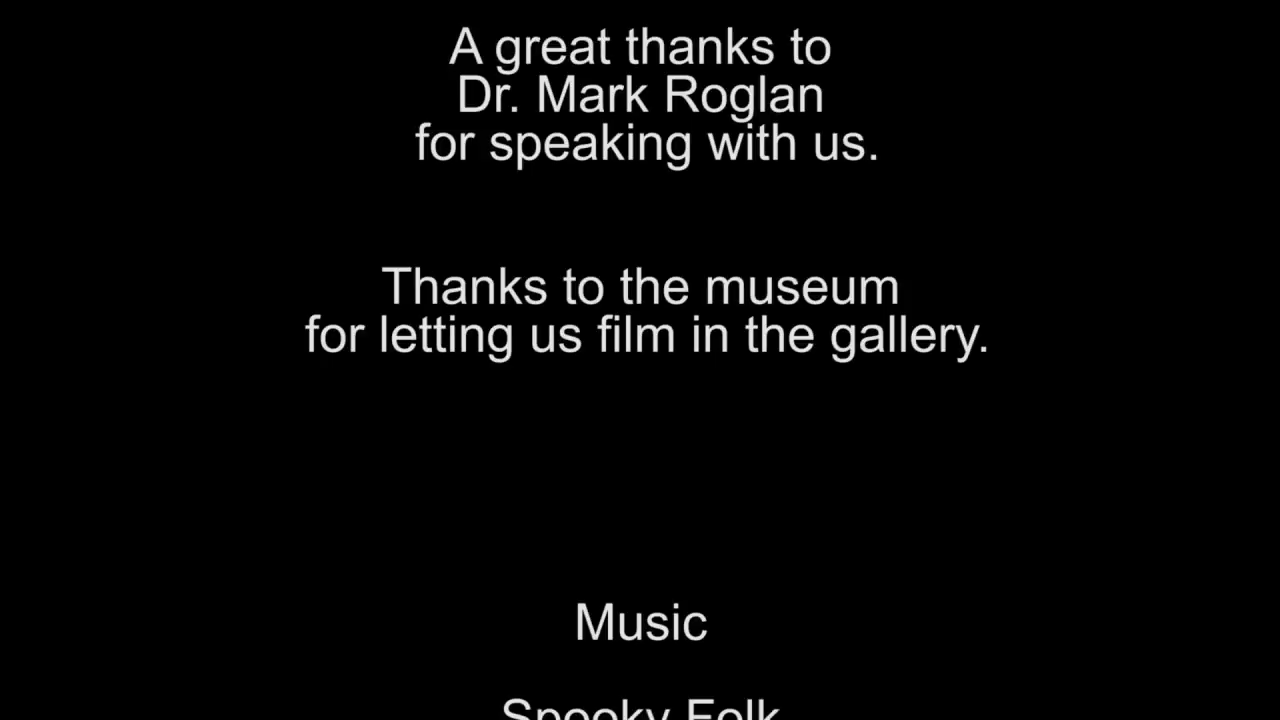 A great thanks to
Dr. Mark Roglan
for speaking with us.
Thanks to the museum
for letting us film in the gallery.
Music
Spooky Folk